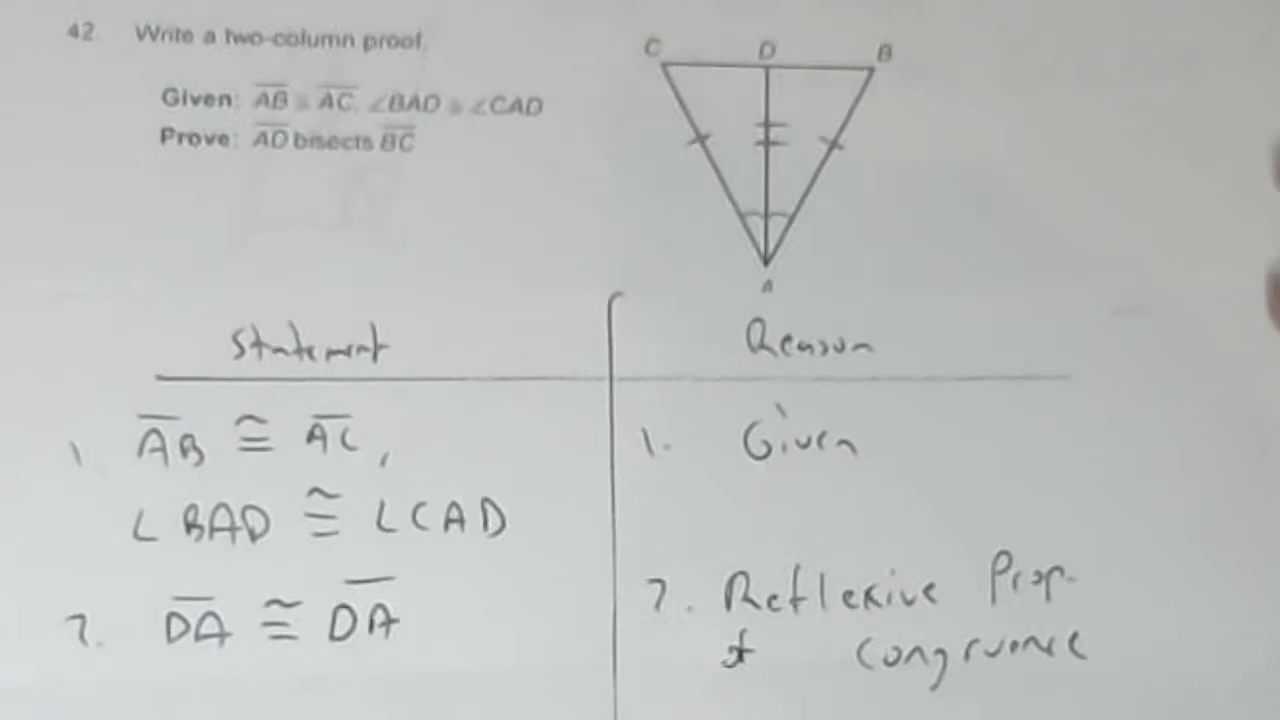 42. Write a two-column proof.
Given: AB ≅ AC, ∠BAD ≅ ∠CAD
Prove: AD bisects BC
C D B
A
Statement Reason
1. AB ≅ AC, 1. Given
∠BAD ≅ ∠CAD
2. DA ≅ DA 2. Reflexive Prop.
of congruence